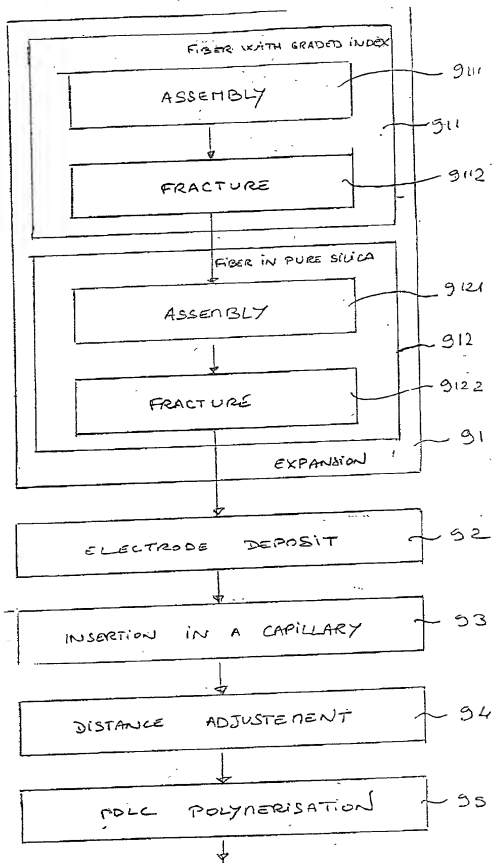 FIBER WITH GRADED INDEX
ASSEMBLY
9111
911
FRACTURE
9112
FIBER IN PURE SILICA
ASSEMBLY
9121
912
FRACTURE
9122
91
EXPANSION
ELECTRODE DEPOSIT
92
INSERTION IN A CAPILLARY
93
DISTANCE ADJUSTEMENT
94
PDLC POLYMERISATION
95